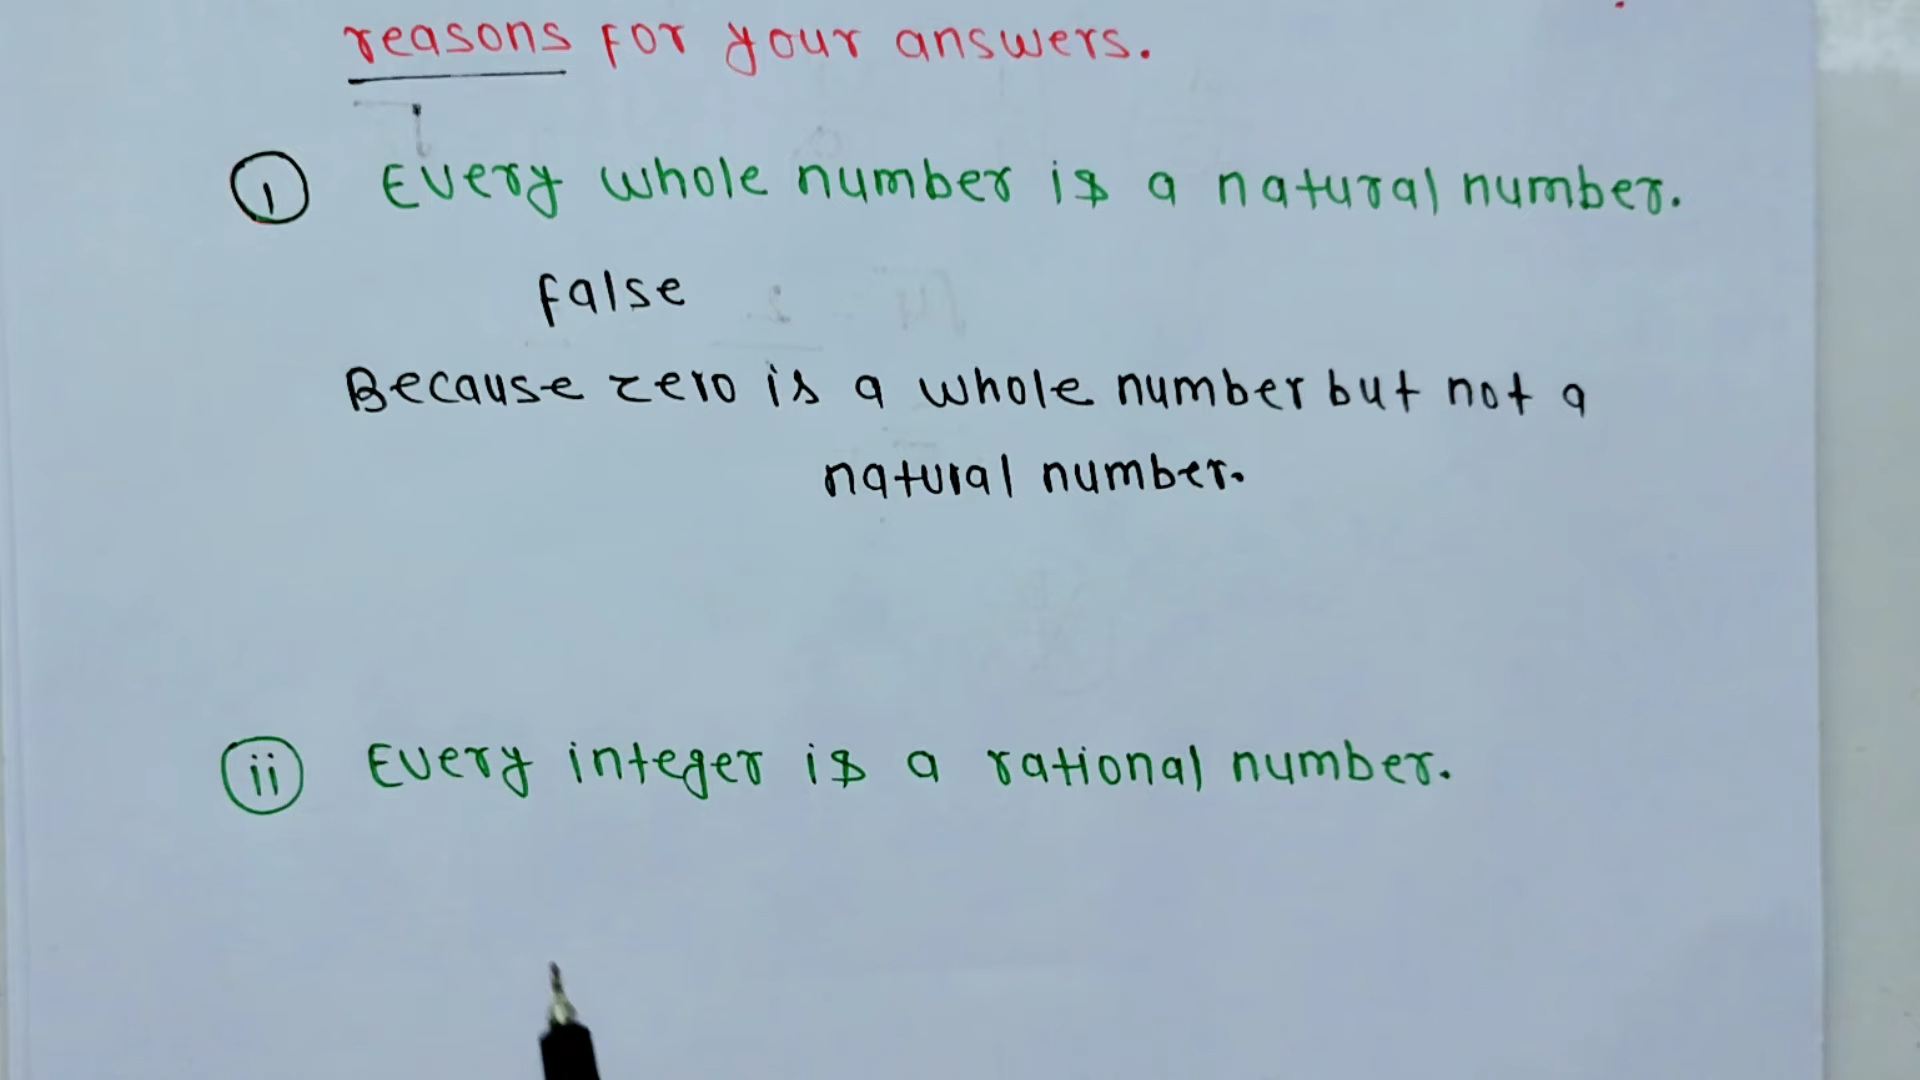 reasons for your answers.
i Every whole number is a natural number.
false
Because zero is a whole number but not a
natural number.
ii Every integer is a rational number.